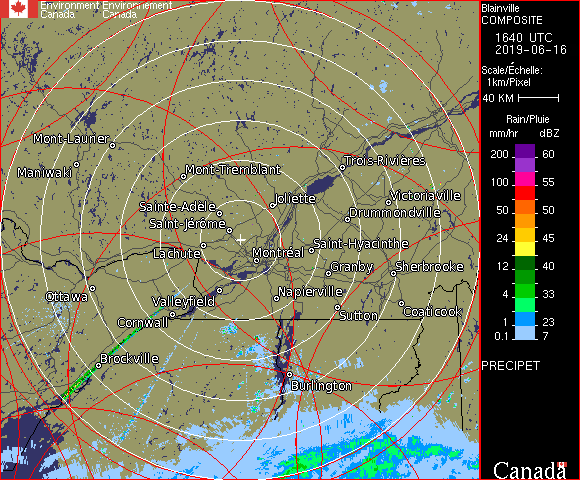 Environment Environnement
Canada Canada
Blainville
COMPOSITE
1640 UTC
2019-06-16
Scale/Échelle:
1km/Pixel
40 KM
Rain/Pluie
mm/hr dBZ
200 60
100 55
50 50
24 45
12 40
4 33
1 23
0.1 7
PRECIPET
Canada
Mont-Laurier
Maniwaki
Mont-Tremblant
Trois-Rivières
Joliette
Victoriaville
Sainte-Adèle
Drummondville
Saint-Jérôme
Lachute
Montréal
Saint-Hyacinthe
Granby
Sherbrooke
Ottawa
Valleyfield
Napierville
Cornwall
Sutton
Coaticook
Brockville
Burlington